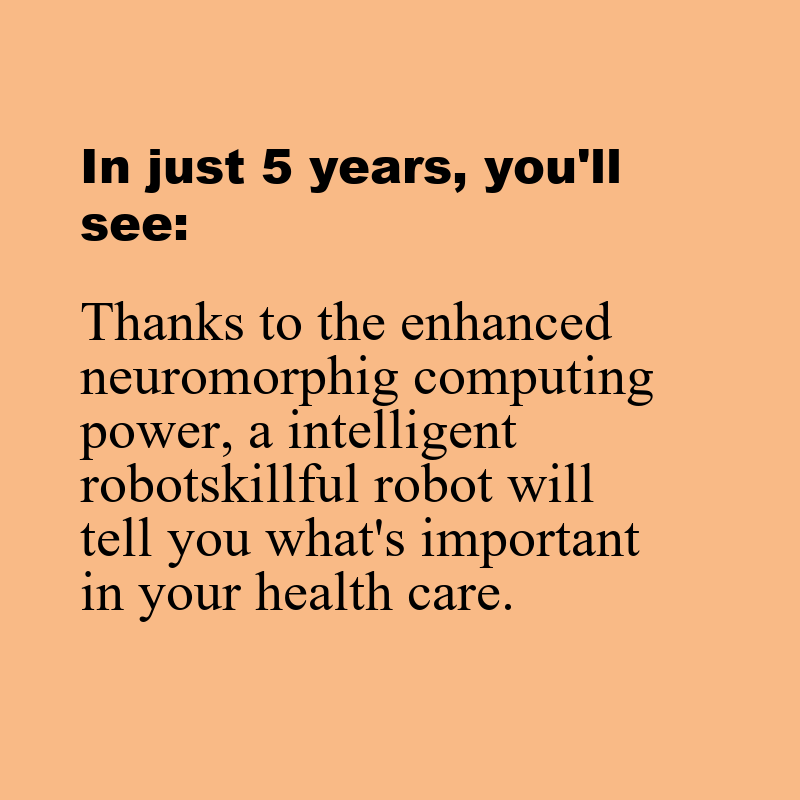 In just 5 years, you'll
see:
Thanks to the enhanced
neuromorphig computing
power, a intelligent
robotskillful robot will
tell you what's important
in your health care.